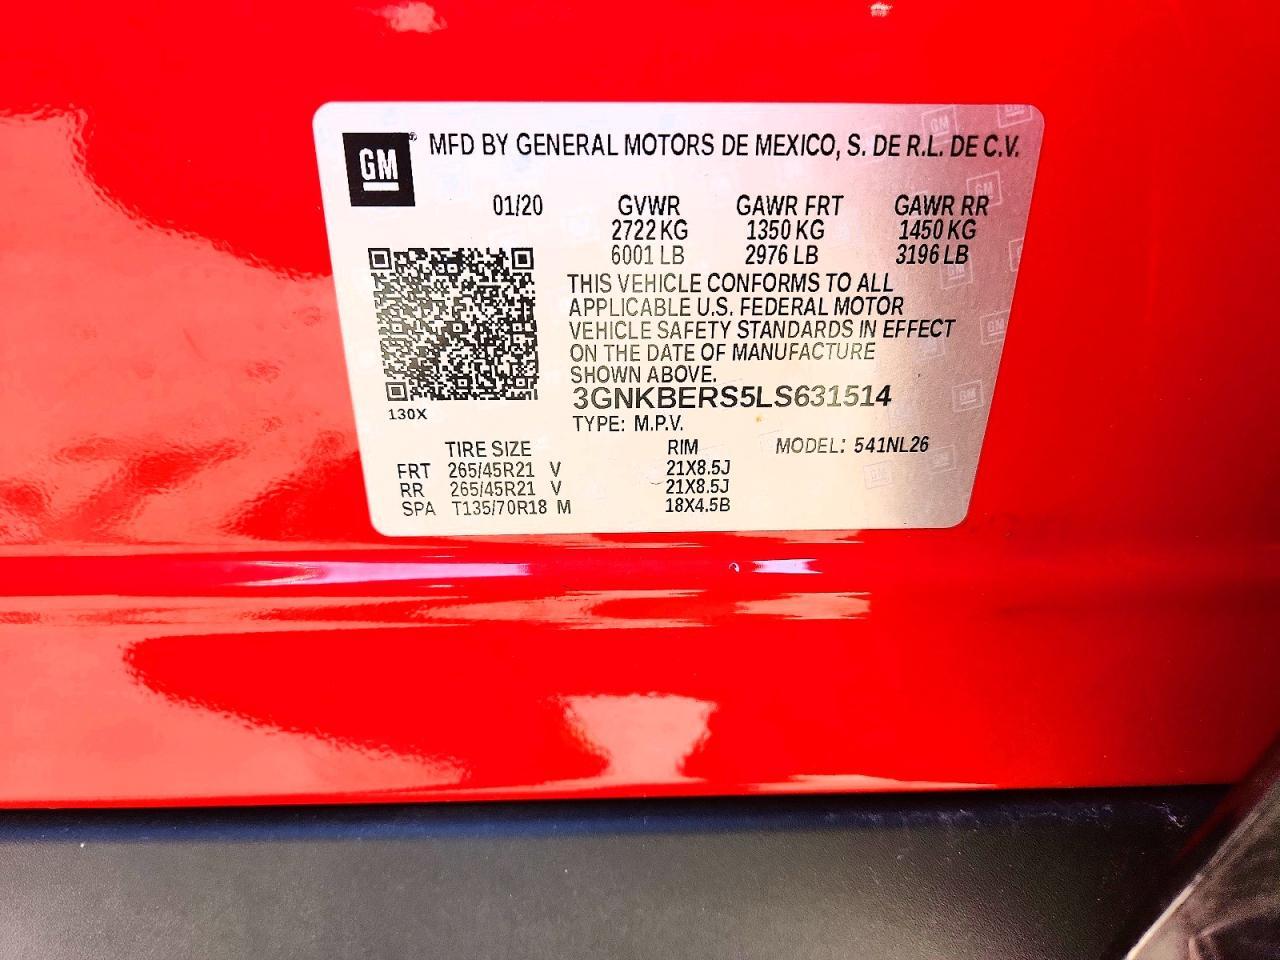 GM® MFD BY GENERAL MOTORS DE MEXICO, S. DE R.L. DE C.V.
01/20 GVWR GAWR FRT GAWR RR
2722 KG 1350 KG 1450 KG
6001 LB 2976 LB 3196 LB
THIS VEHICLE CONFORMS TO ALL
APPLICABLE U.S. FEDERAL MOTOR
VEHICLE SAFETY STANDARDS IN EFFECT
ON THE DATE OF MANUFACTURE
SHOWN ABOVE.
3GNKBERS5LS631514
130X
TYPE: M.P.V.
TIRE SIZE RIM MODEL: 541NL26
FRT 265/45R21 V 21X8.5J
RR 265/45R21 V 21X8.5J
SPA T135/70R18 M 18X4.5B